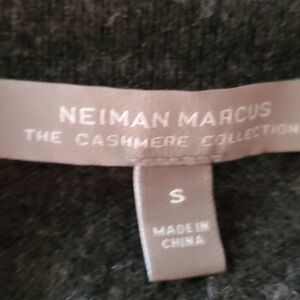 NEIMAN MARCUS
THE CASHMERE COLLECTION
S
MADE IN
CHINA